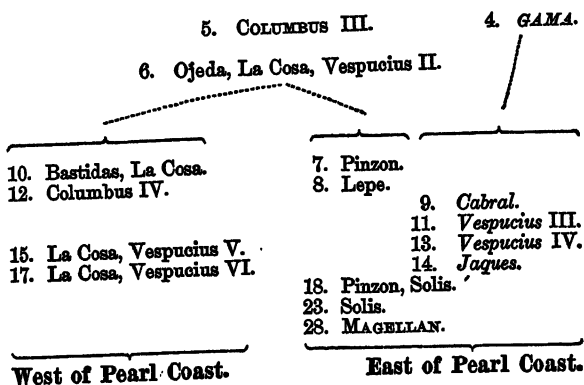 5. COLUMBUS III.
4. GAMA.
6. Ojeda, La Cosa, Vespucius II.
10. Bastidas, La Cosa.
12. Columbus IV.
15. La Cosa, Vespucius V.
17. La Cosa, Vespucius VI.
West of Pearl Coast.
7. Pinzon.
8. Lepe.
9. Cabral.
11. Vespucius III.
13. Vespucius IV.
14. Jaques.
18. Pinzon, Solis.
23. Solis.
28. MAGELLAN.
East of Pearl Coast.